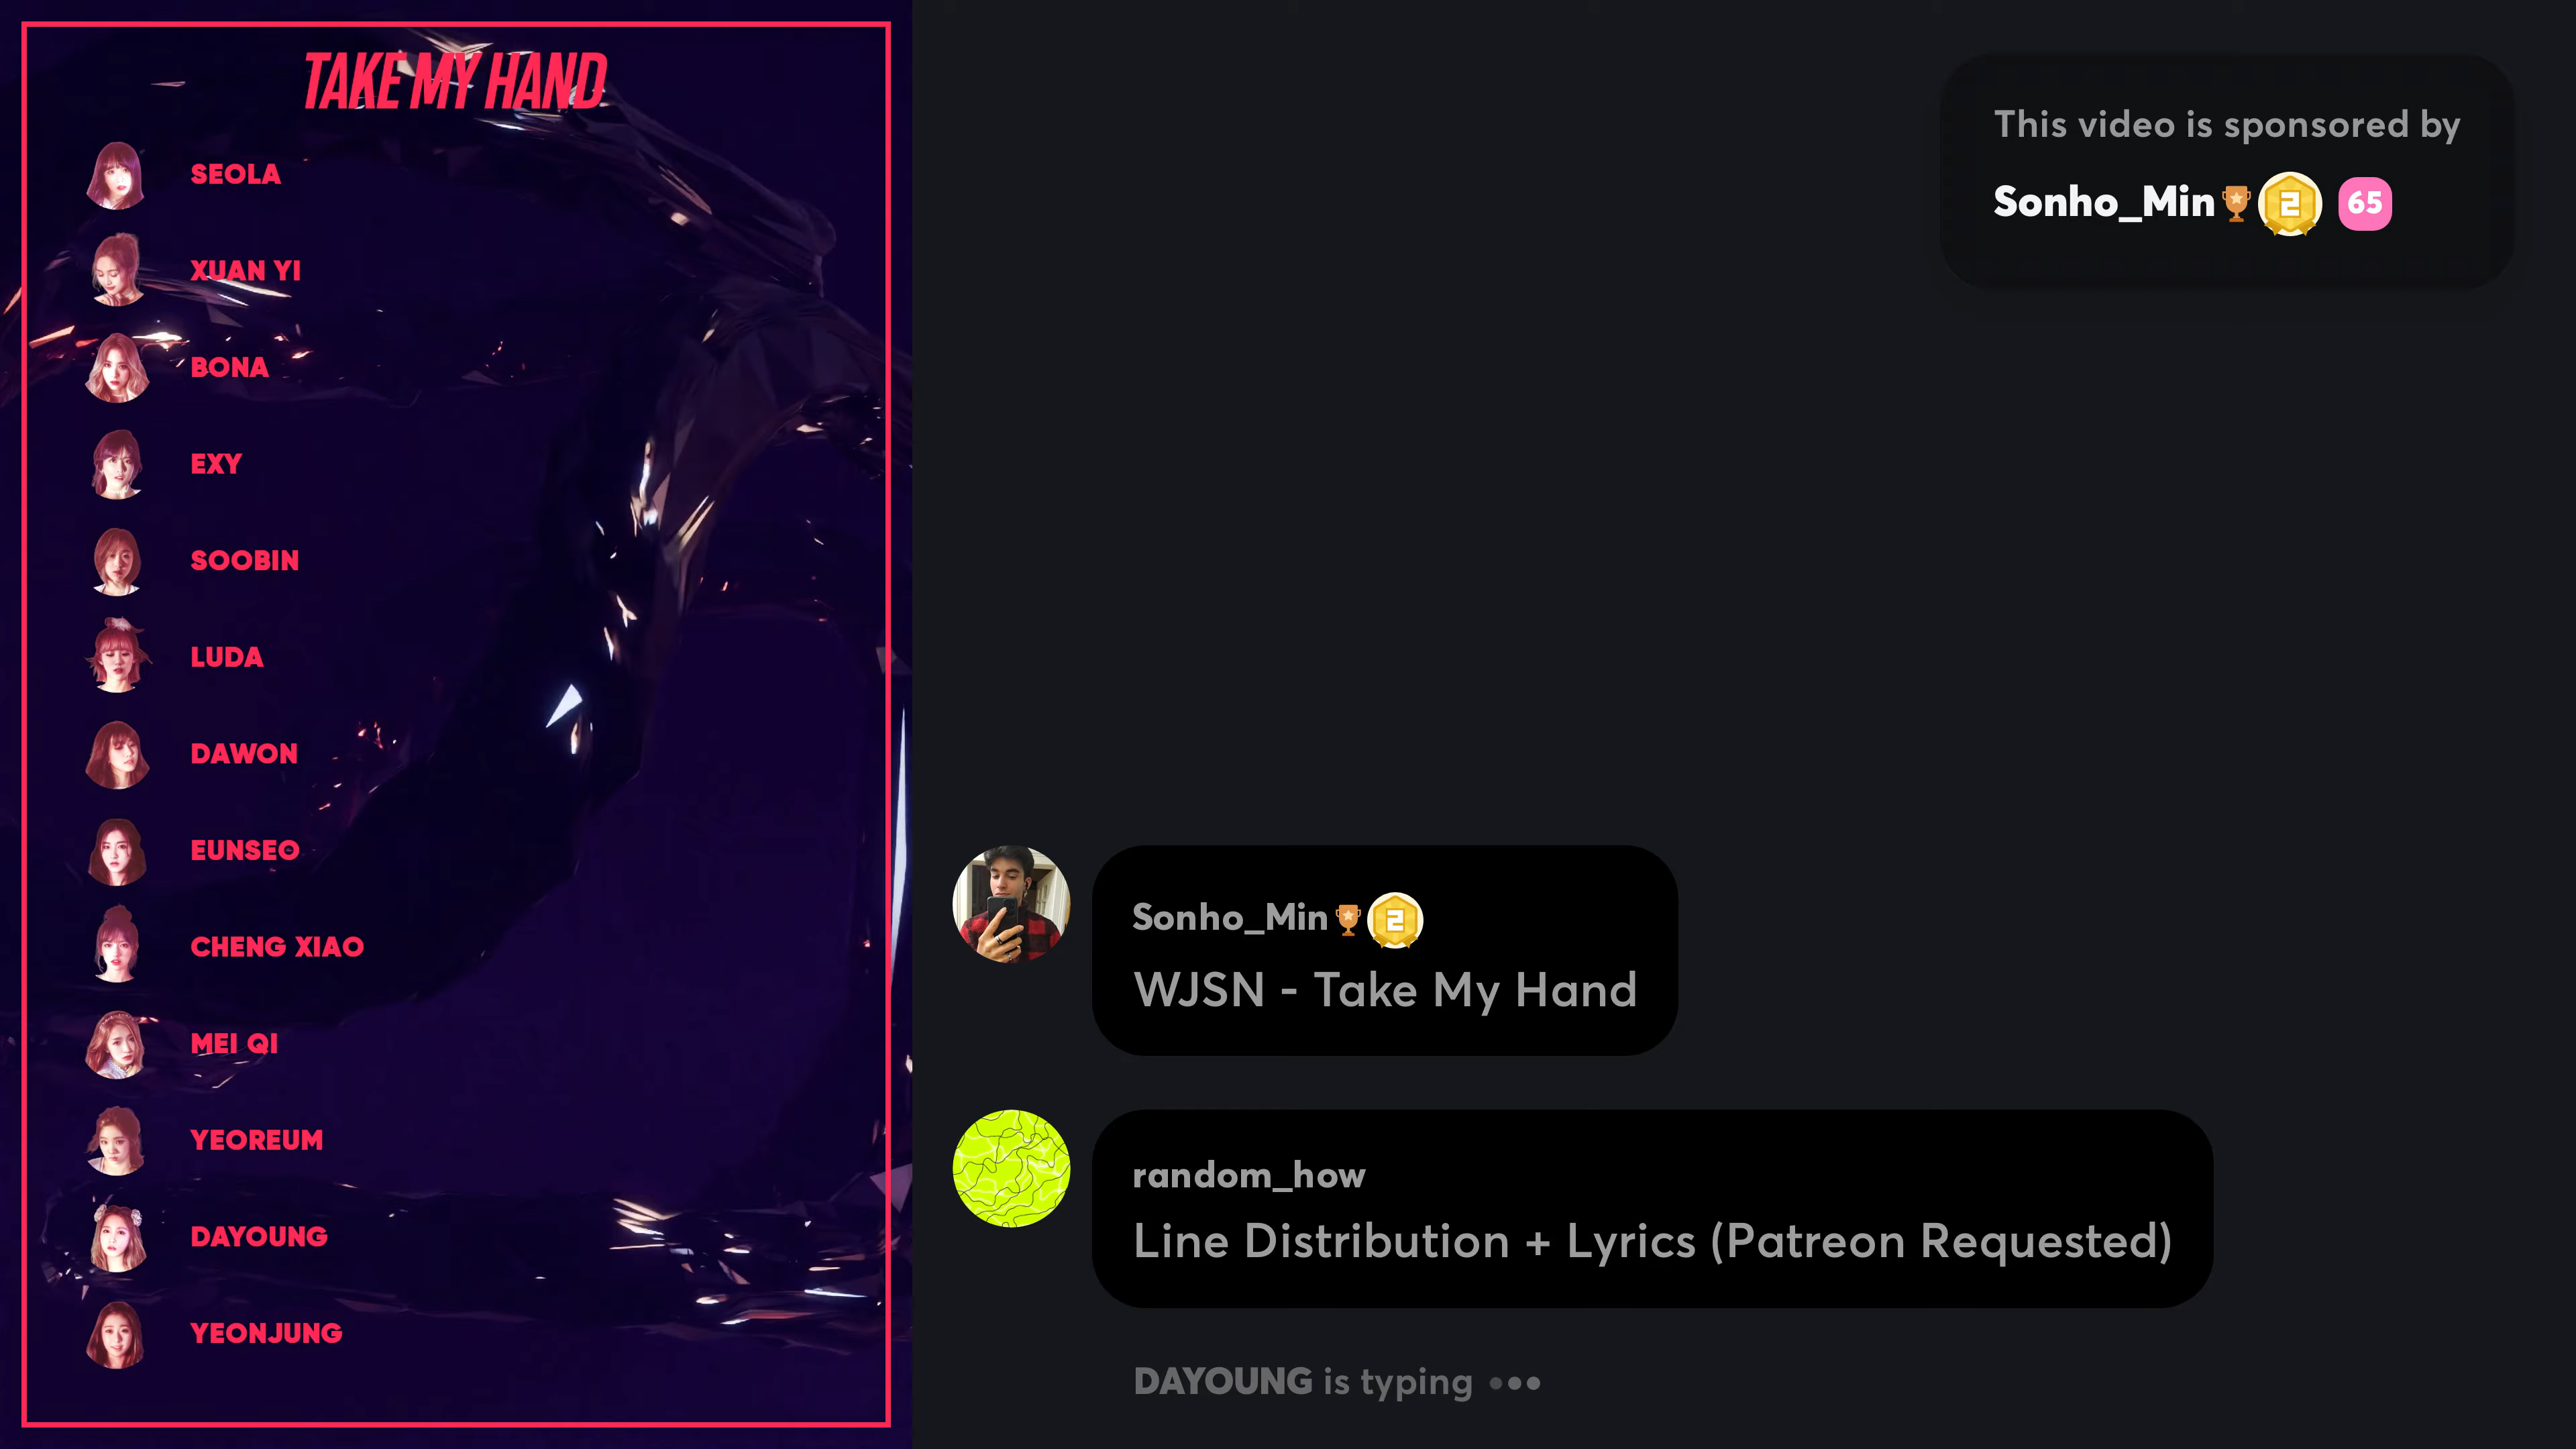 TAKE MY HAND
SEOLA
XUAN YI
BONA
EXY
SOOBIN
LUDA
DAWON
EUNSEO
CHENG XIAO
MEI QI
YEOREUM
DAYOUNG
YEONJUNG
This video is sponsored by
Sonho_Min 2 65
Sonho_Min 2
WJSN - Take My Hand
random_how
Line Distribution + Lyrics (Patreon Requested)
DAYOUNG is typing